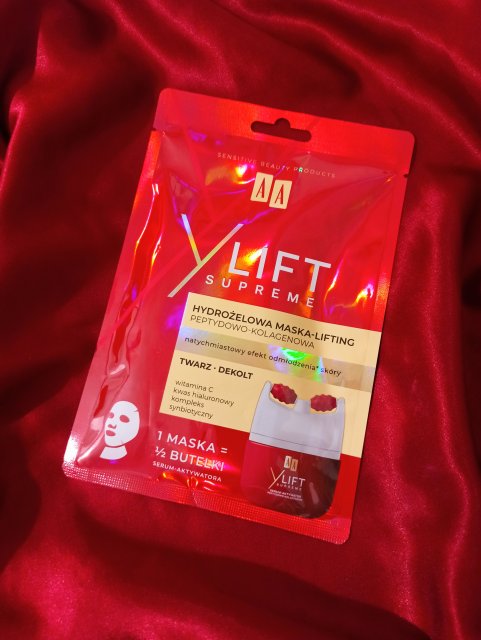 SENSITIVE BEAUTY PRODUCTS
AA
Y LIFT
SUPREME
HYDROŻELOWA MASKA-LIFTING
PEPTYDOWO-KOLAGENOWA
natychmiastowy efekt odmłodzenia* skóry
TWARZ · DEKOLT
witamina C
kwas hialuronowy
kompleks
synbiotyczny
1 MASKA =
½ BUTELKI
SERUM-AKTYWATORA
AA
Y LIFT
SUPREME